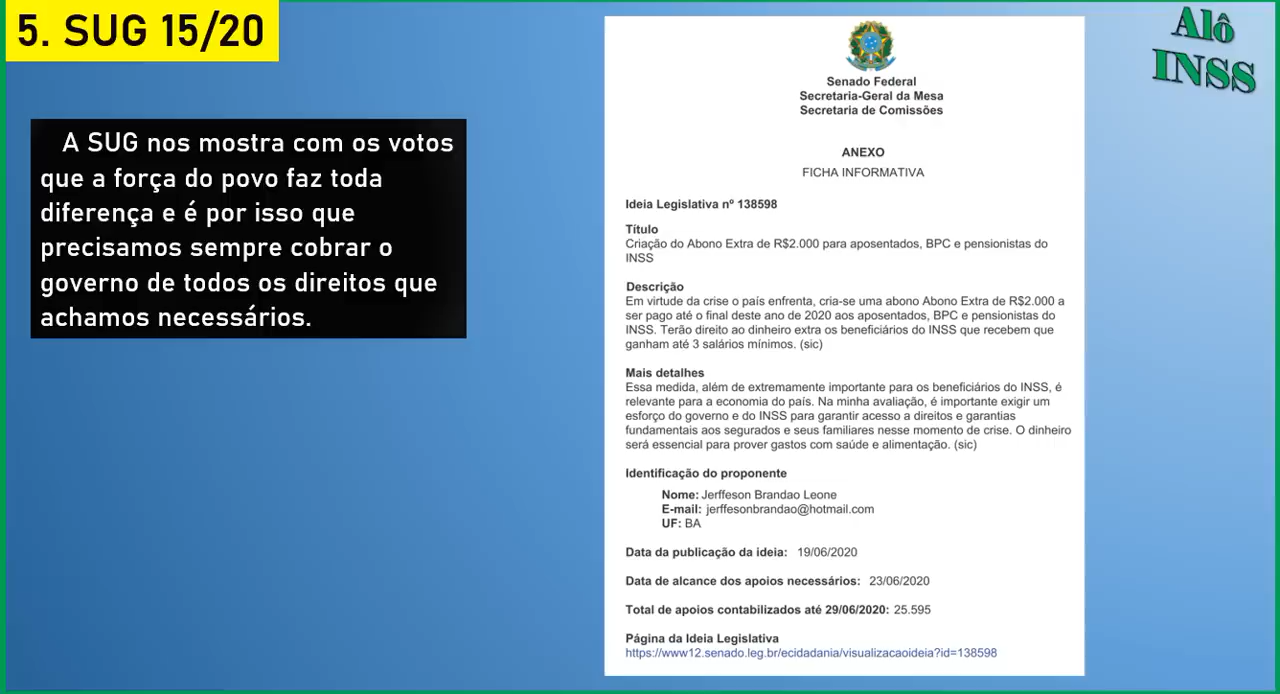 5. SUG 15/20
A SUG nos mostra com os votos
que a força do povo faz toda
diferença e é por isso que
precisamos sempre cobrar o
governo de todos os direitos que
achamos necessários.
Senado Federal
Secretaria-Geral da Mesa
Secretaria de Comissões
ANEXO
FICHA INFORMATIVA
Ideia Legislativa nº 138598
Título
Criação do Abono Extra de R$2.000 para aposentados, BPC e pensionistas do
INSS
Descrição
Em virtude da crise o país enfrenta, cria-se uma abono Abono Extra de R$2.000 a
ser pago até o final deste ano de 2020 aos aposentados, BPC e pensionistas do
INSS. Terão direito ao dinheiro extra os beneficiários do INSS que recebem que
ganham até 3 salários mínimos. (sic)
Mais detalhes
Essa medida, além de extremamente importante para os beneficiários do INSS, é
relevante para a economia do país. Na minha avaliação, é importante exigir um
esforço do governo e do INSS para garantir acesso a direitos e garantias
fundamentais aos segurados e seus familiares nesse momento de crise. O dinheiro
será essencial para prover gastos com saúde e alimentação. (sic)
Identificação do proponente
Nome: Jerffeson Brandao Leone
E-mail: jerffesonbrandao@hotmail.com
UF: BA
Data da publicação da ideia: 19/06/2020
Data de alcance dos apoios necessários: 23/06/2020
Total de apoios contabilizados até 29/06/2020: 25.595
Página da Ideia Legislativa
https://www12.senado.leg.br/ecidadania/visualizacaoideia?id=138598
Alô
INSS